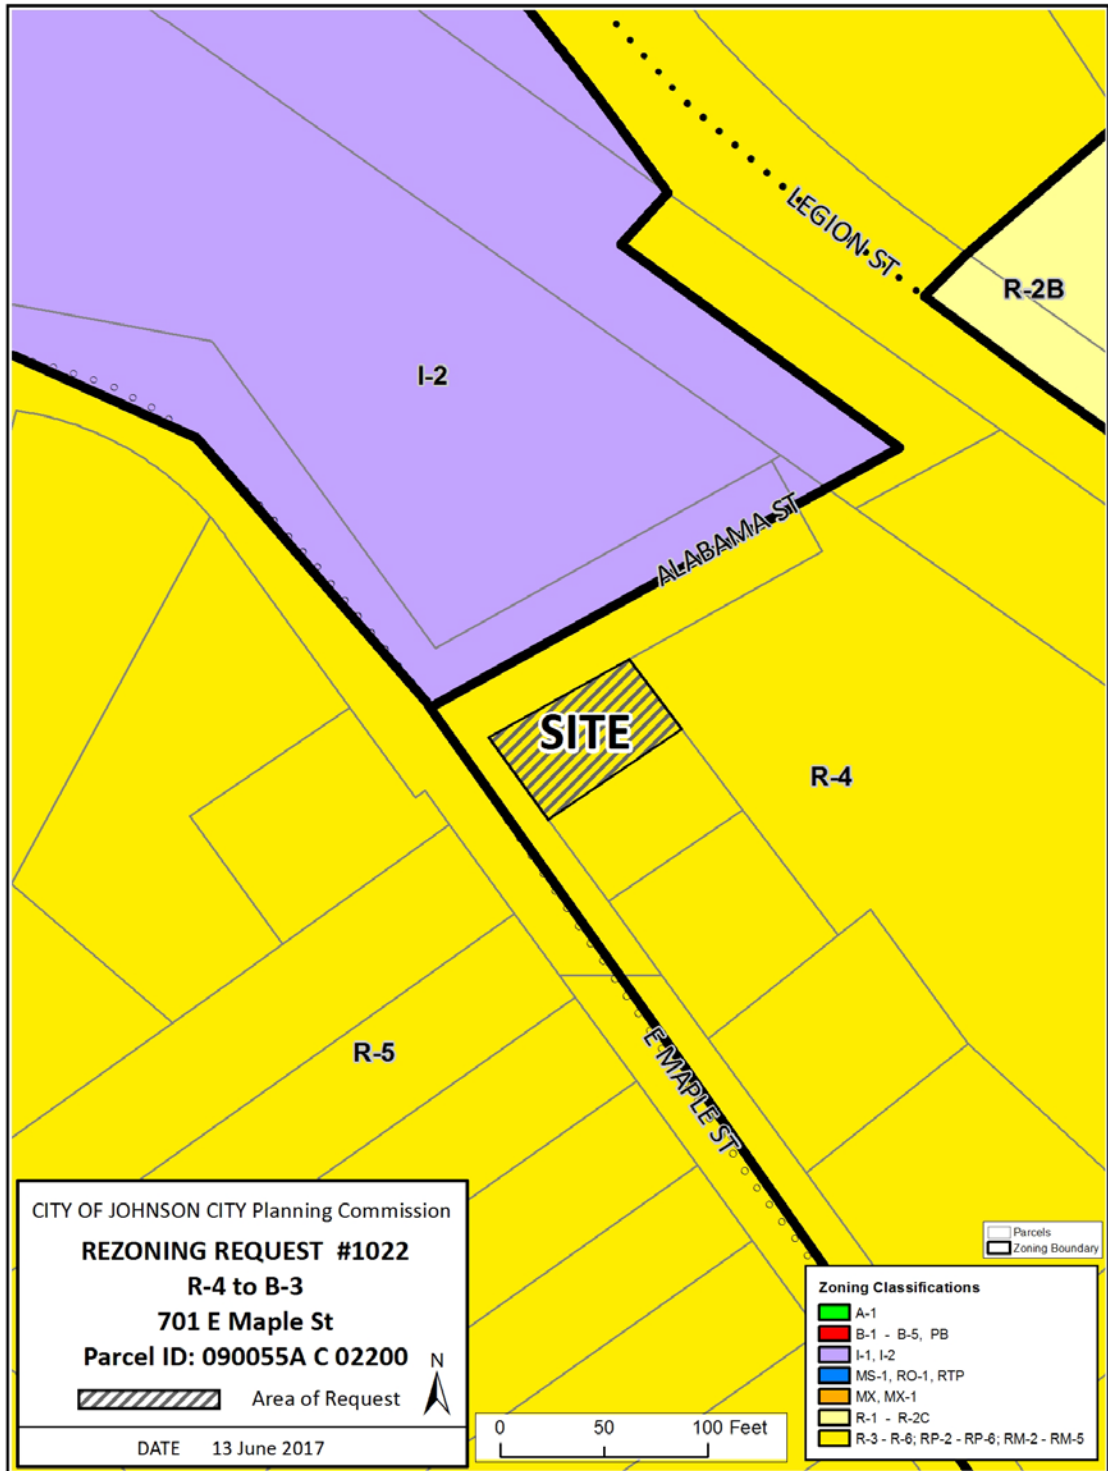 LEGION ST
R-2B
I-2
ALABAMA ST
SITE
R-4
R-5
E MAPLE ST
CITY OF JOHNSON CITY Planning Commission
REZONING REQUEST #1022
R-4 to B-3
701 E Maple St
Parcel ID: 090055A C 02200
N
Area of Request
DATE 13 June 2017
0 50 100 Feet
Parcels
Zoning Boundary
Zoning Classifications
A-1
B-1 - B-5, PB
I-1, I-2
MS-1, RO-1, RTP
MX, MX-1
R-1 - R-2C
R-3 - R-6; RP-2 - RP-6; RM-2 - RM-5